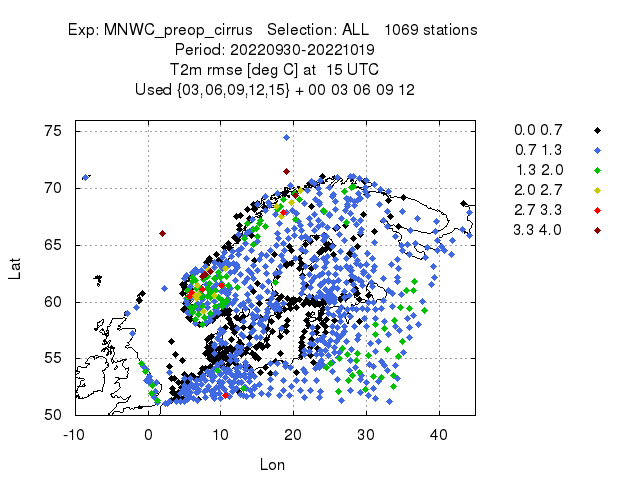 Exp: MNWC_preop_cirrus   Selection: ALL   1069 stations
Period: 20220930-20221019
T2m rmse [deg C] at  15 UTC
Used {03,06,09,12,15} + 00 03 06 09 12
75
70
65
60
55
50
-10 0 10 20 30 40
Lat
Lon
0.0 0.7
0.7 1.3
1.3 2.0
2.0 2.7
2.7 3.3
3.3 4.0